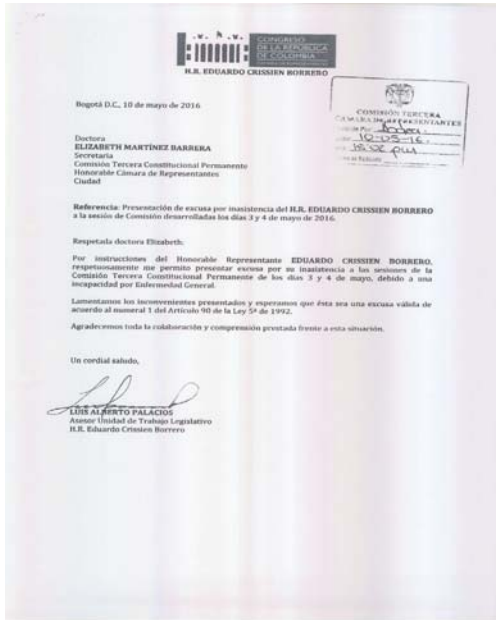 CONGRESO
DE LA REPÚBLICA
DE COLOMBIA
H.R. EDUARDO CRISSIEN BORRERO
COMISIÓN TERCERA
CÁMARA DE REPRESENTANTES
Andrea
10-05-16
Bogotá D.C., 10 de mayo de 2016
Doctora
ELIZABETH MARTÍNEZ BARRERA
Secretaria
Comisión Tercera Constitucional Permanente
Honorable Cámara de Representantes
Ciudad
Referencia: Presentación de excusa por inasistencia del H.R. EDUARDO CRISSIEN BORRERO
a la sesión de Comisión desarrolladas los días 3 y 4 de mayo de 2016.
Respetada doctora Elizabeth:
Por instrucciones del Honorable Representante EDUARDO CRISSIEN BORRERO,
respetuosamente me permito presentar excusa por su inasistencia a las sesiones de la
Comisión Tercera Constitucional Permanente de los días 3 y 4 de mayo, debido a una
incapacidad por Enfermedad General.
Lamentamos los inconvenientes presentados y esperamos que ésta sea una excusa válida de
acuerdo al numeral 1 del Artículo 90 de la Ley 5ª de 1992.
Agradecemos toda la colaboración y compresión prestada frente a esta situación.
Un cordial saludo,
LUIS ALBERTO PALACIOS
Asesor Unidad de Trabajo Legislativo
H.R. Eduardo Crissien Borrero